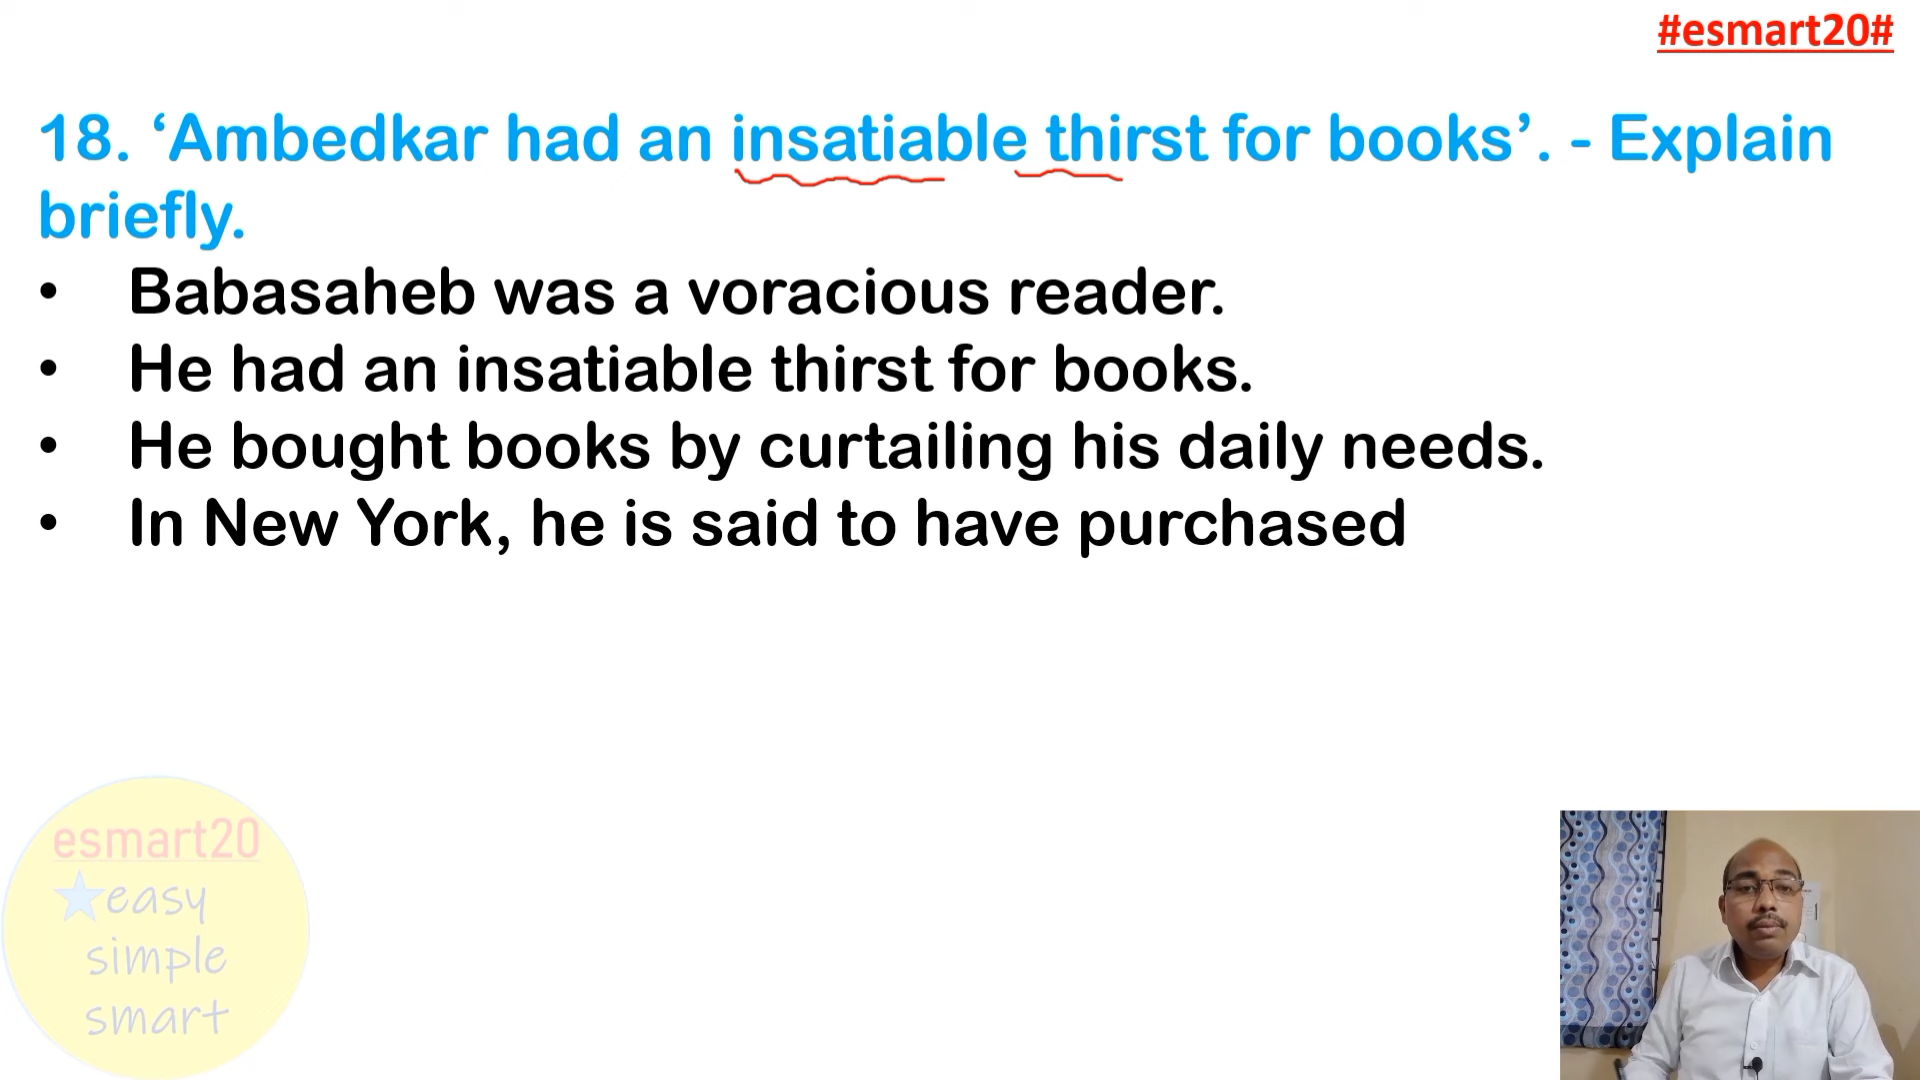 #esmart20#
18. ‘Ambedkar had an insatiable thirst for books’. - Explain
briefly.
• Babasaheb was a voracious reader.
• He had an insatiable thirst for books.
• He bought books by curtailing his daily needs.
• In New York, he is said to have purchased
esmart20
easy
simple
smart